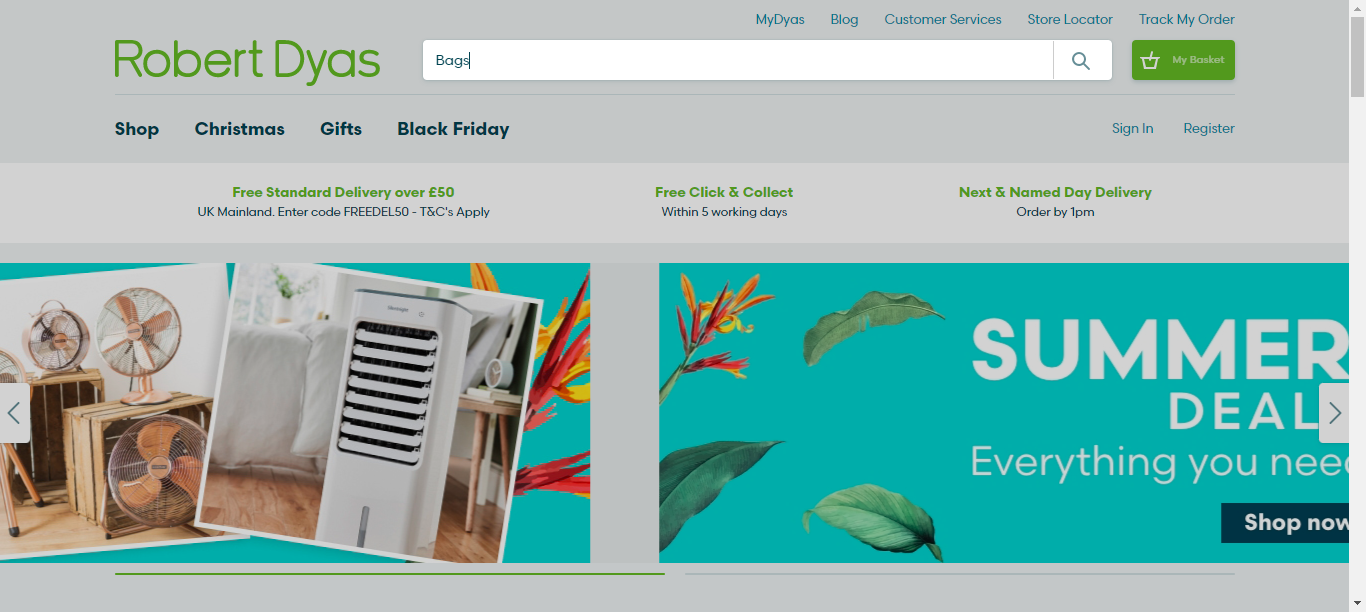 MyDyas Blog Customer Services Store Locator Track My Order
Robert Dyas
Bags
My Basket
Shop Christmas Gifts Black Friday
Sign In Register
Free Standard Delivery over £50
UK Mainland. Enter code FREEDEL50 - T&C's Apply
Free Click & Collect
Within 5 working days
Next & Named Day Delivery
Order by 1pm
SUMMER
DEAL
Everything you nee
Shop now